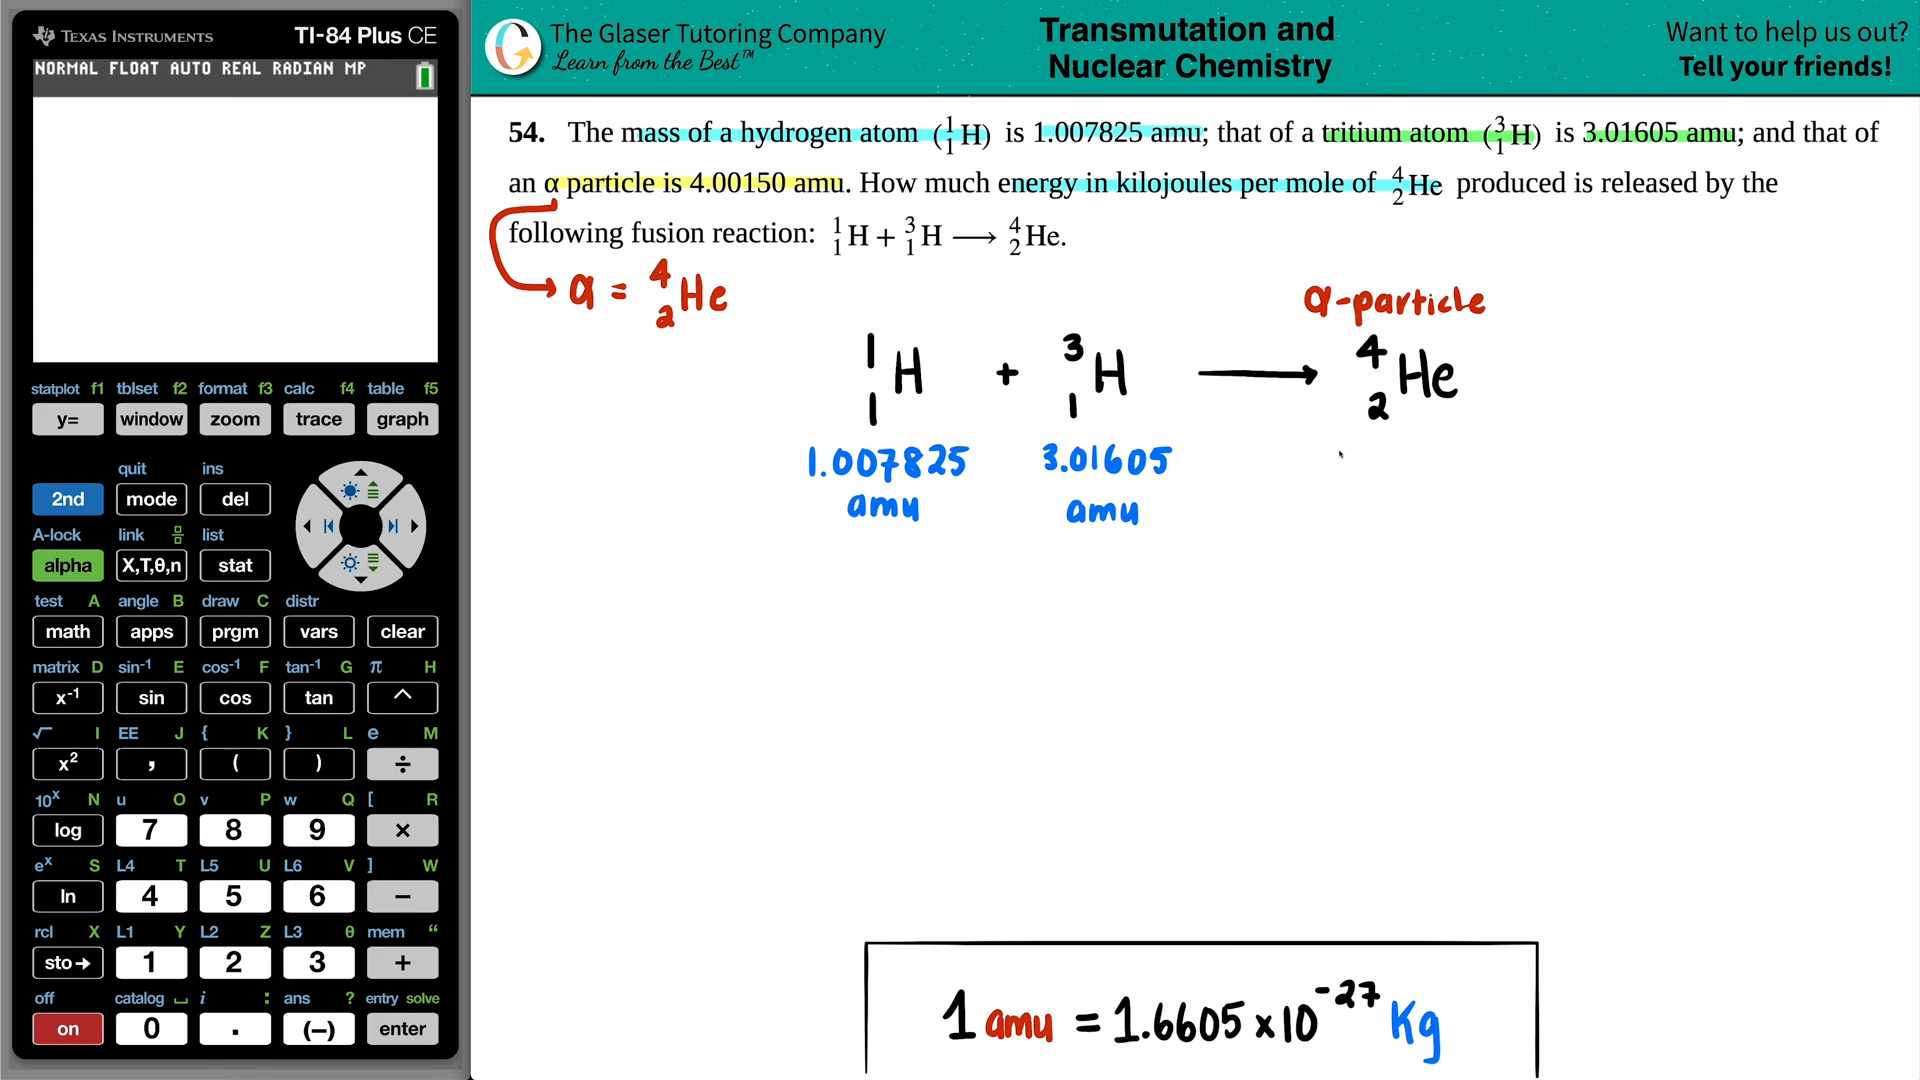 TEXAS INSTRUMENTS TI-84 Plus CE
NORMAL FLOAT AUTO REAL RADIAN MP
statplot f1 tblset f2 format f3 calc f4 table f5
y= window zoom trace graph
quit ins
2nd mode del
A-lock link list
alpha X,T,θ,n stat
test A angle B draw C distr
math apps prgm vars clear
matrix D sin⁻¹ E cos⁻¹ F tan⁻¹ G π H
x⁻¹ sin cos tan ^
√ I EE J { K } L e M
x² , ( ) ÷
10ˣ N u O v P w Q [ R
log 7 8 9 ×
eˣ S L4 T L5 U L6 V ] W
ln 4 5 6 −
rcl X L1 Y L2 Z L3 θ mem “
sto→ 1 2 3 +
off catalog ⎵ i : ans ? entry solve
on 0 . (−) enter
The Glaser Tutoring Company
Learn from the Best™
Transmutation and
Nuclear Chemistry
Want to help us out?
Tell your friends!
54. The mass of a hydrogen atom (¹₁H) is 1.007825 amu; that of a tritium atom (³₁H) is 3.01605 amu; and that of
an α particle is 4.00150 amu. How much energy in kilojoules per mole of ⁴₂He produced is released by the
following fusion reaction: ¹₁H + ³₁H ⟶ ⁴₂He.
α = ⁴₂He
α-particle
¹₁H + ³₁H ⟶ ⁴₂He
1.007825 3.01605
amu amu
1 amu = 1.6605 x 10⁻²⁷ Kg